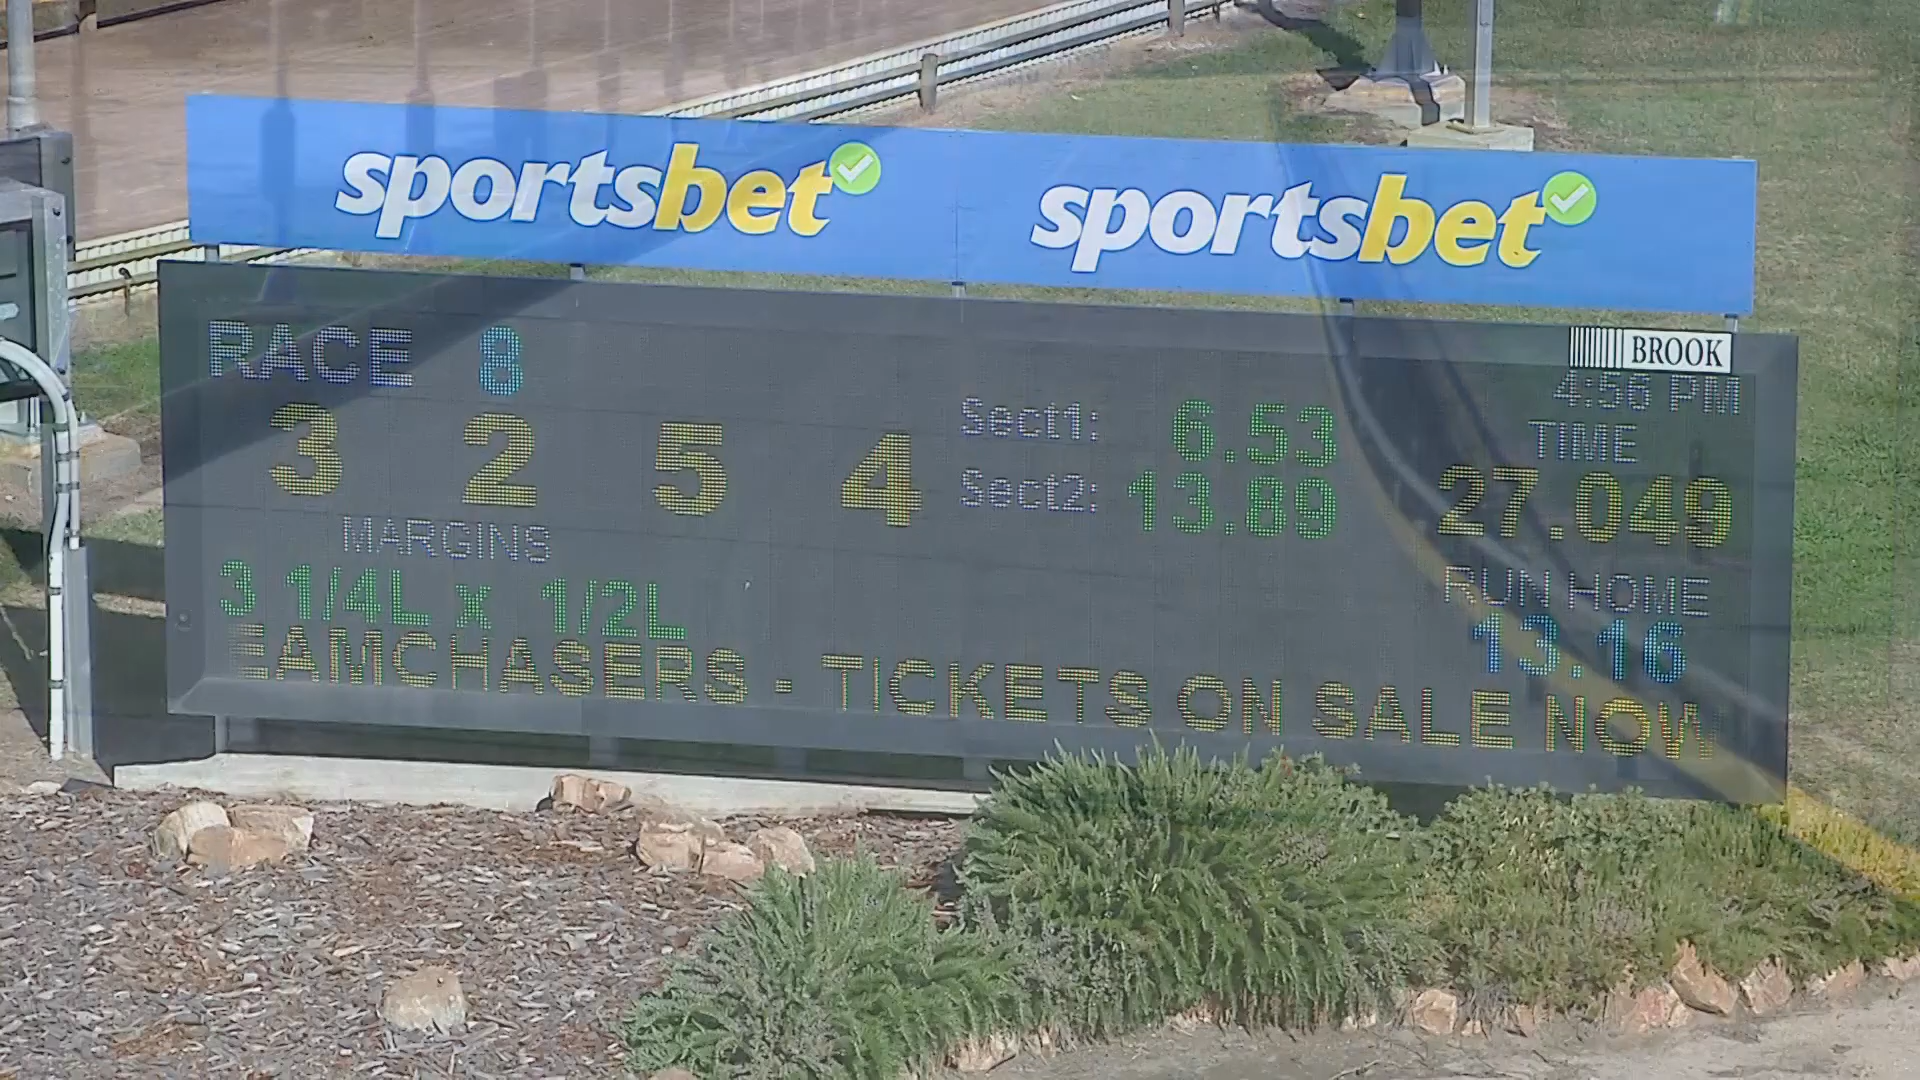 sportsbet sportsbet
BROOK
RACE 8
4:56 PM
3 2 5 4
Sect1: 6.53
Sect2: 13.89
TIME
27.049
MARGINS
3 1/4L x 1/2L
RUN HOME
13.16
EAMCHASERS - TICKETS ON SALE NOW